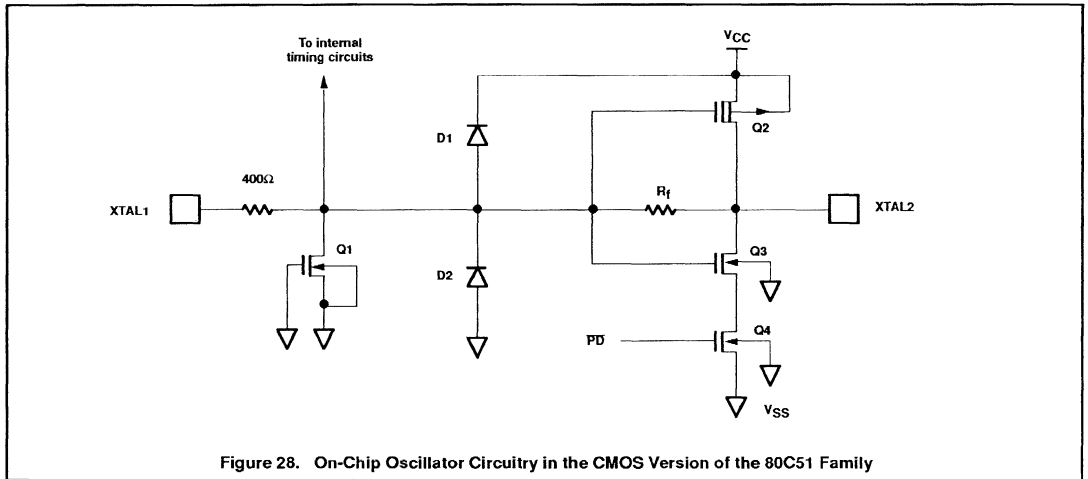 To internal
timing circuits
VCC
Q2
D1
400Ω
Rf
XTAL1
XTAL2
Q1
Q3
D2
Q4
PD
VSS
Figure 28. On-Chip Oscillator Circuitry in the CMOS Version of the 80C51 Family